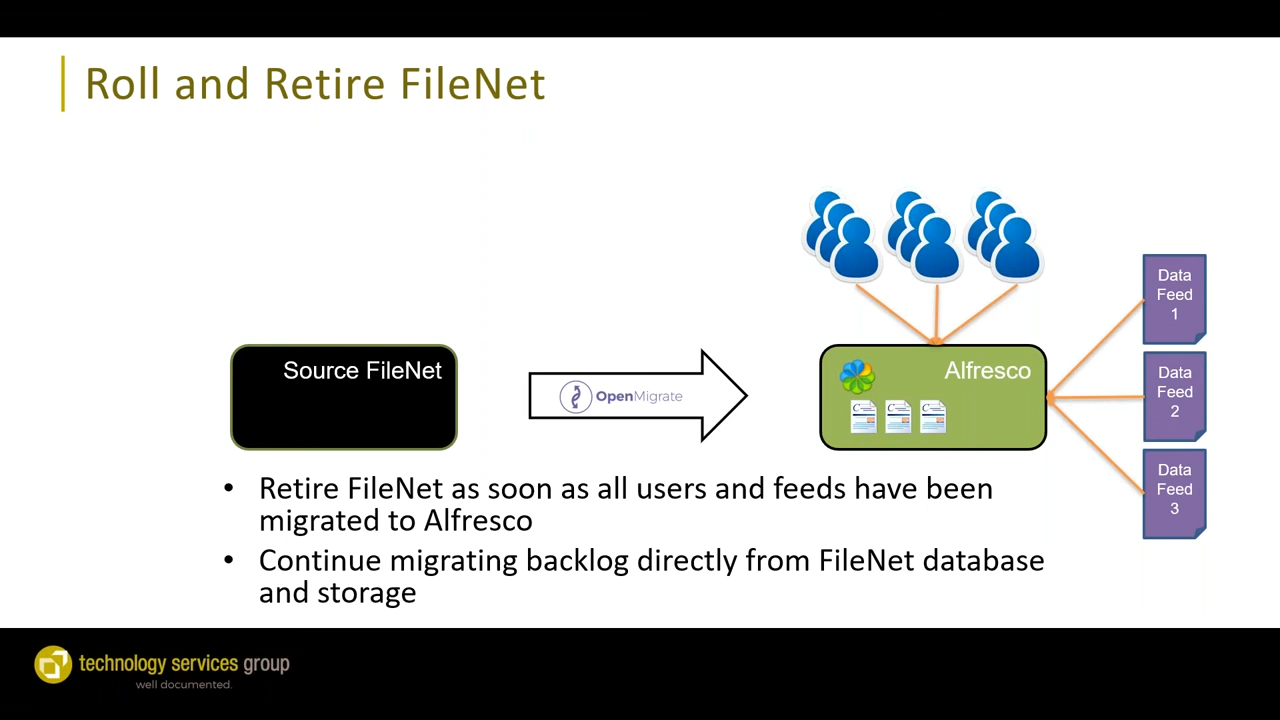 Roll and Retire FileNet
Source FileNet
OpenMigrate
Alfresco
Data
Feed
1
Data
Feed
2
Data
Feed
3
• Retire FileNet as soon as all users and feeds have been
migrated to Alfresco
• Continue migrating backlog directly from FileNet database
and storage
technology services group
well documented.